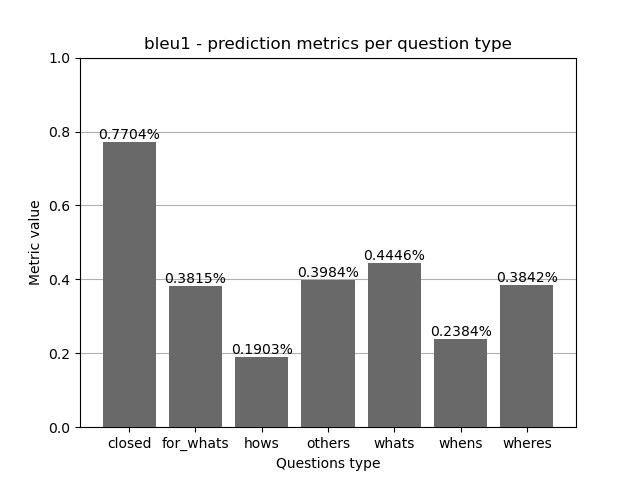 bleu1 - prediction metrics per question type
1.0
0.8
0.6
0.4
0.2
0.0
Metric value
0.7704%
0.3815%
0.1903%
0.3984%
0.4446%
0.2384%
0.3842%
closed
for_whats
hows
others
whats
whens
wheres
Questions type